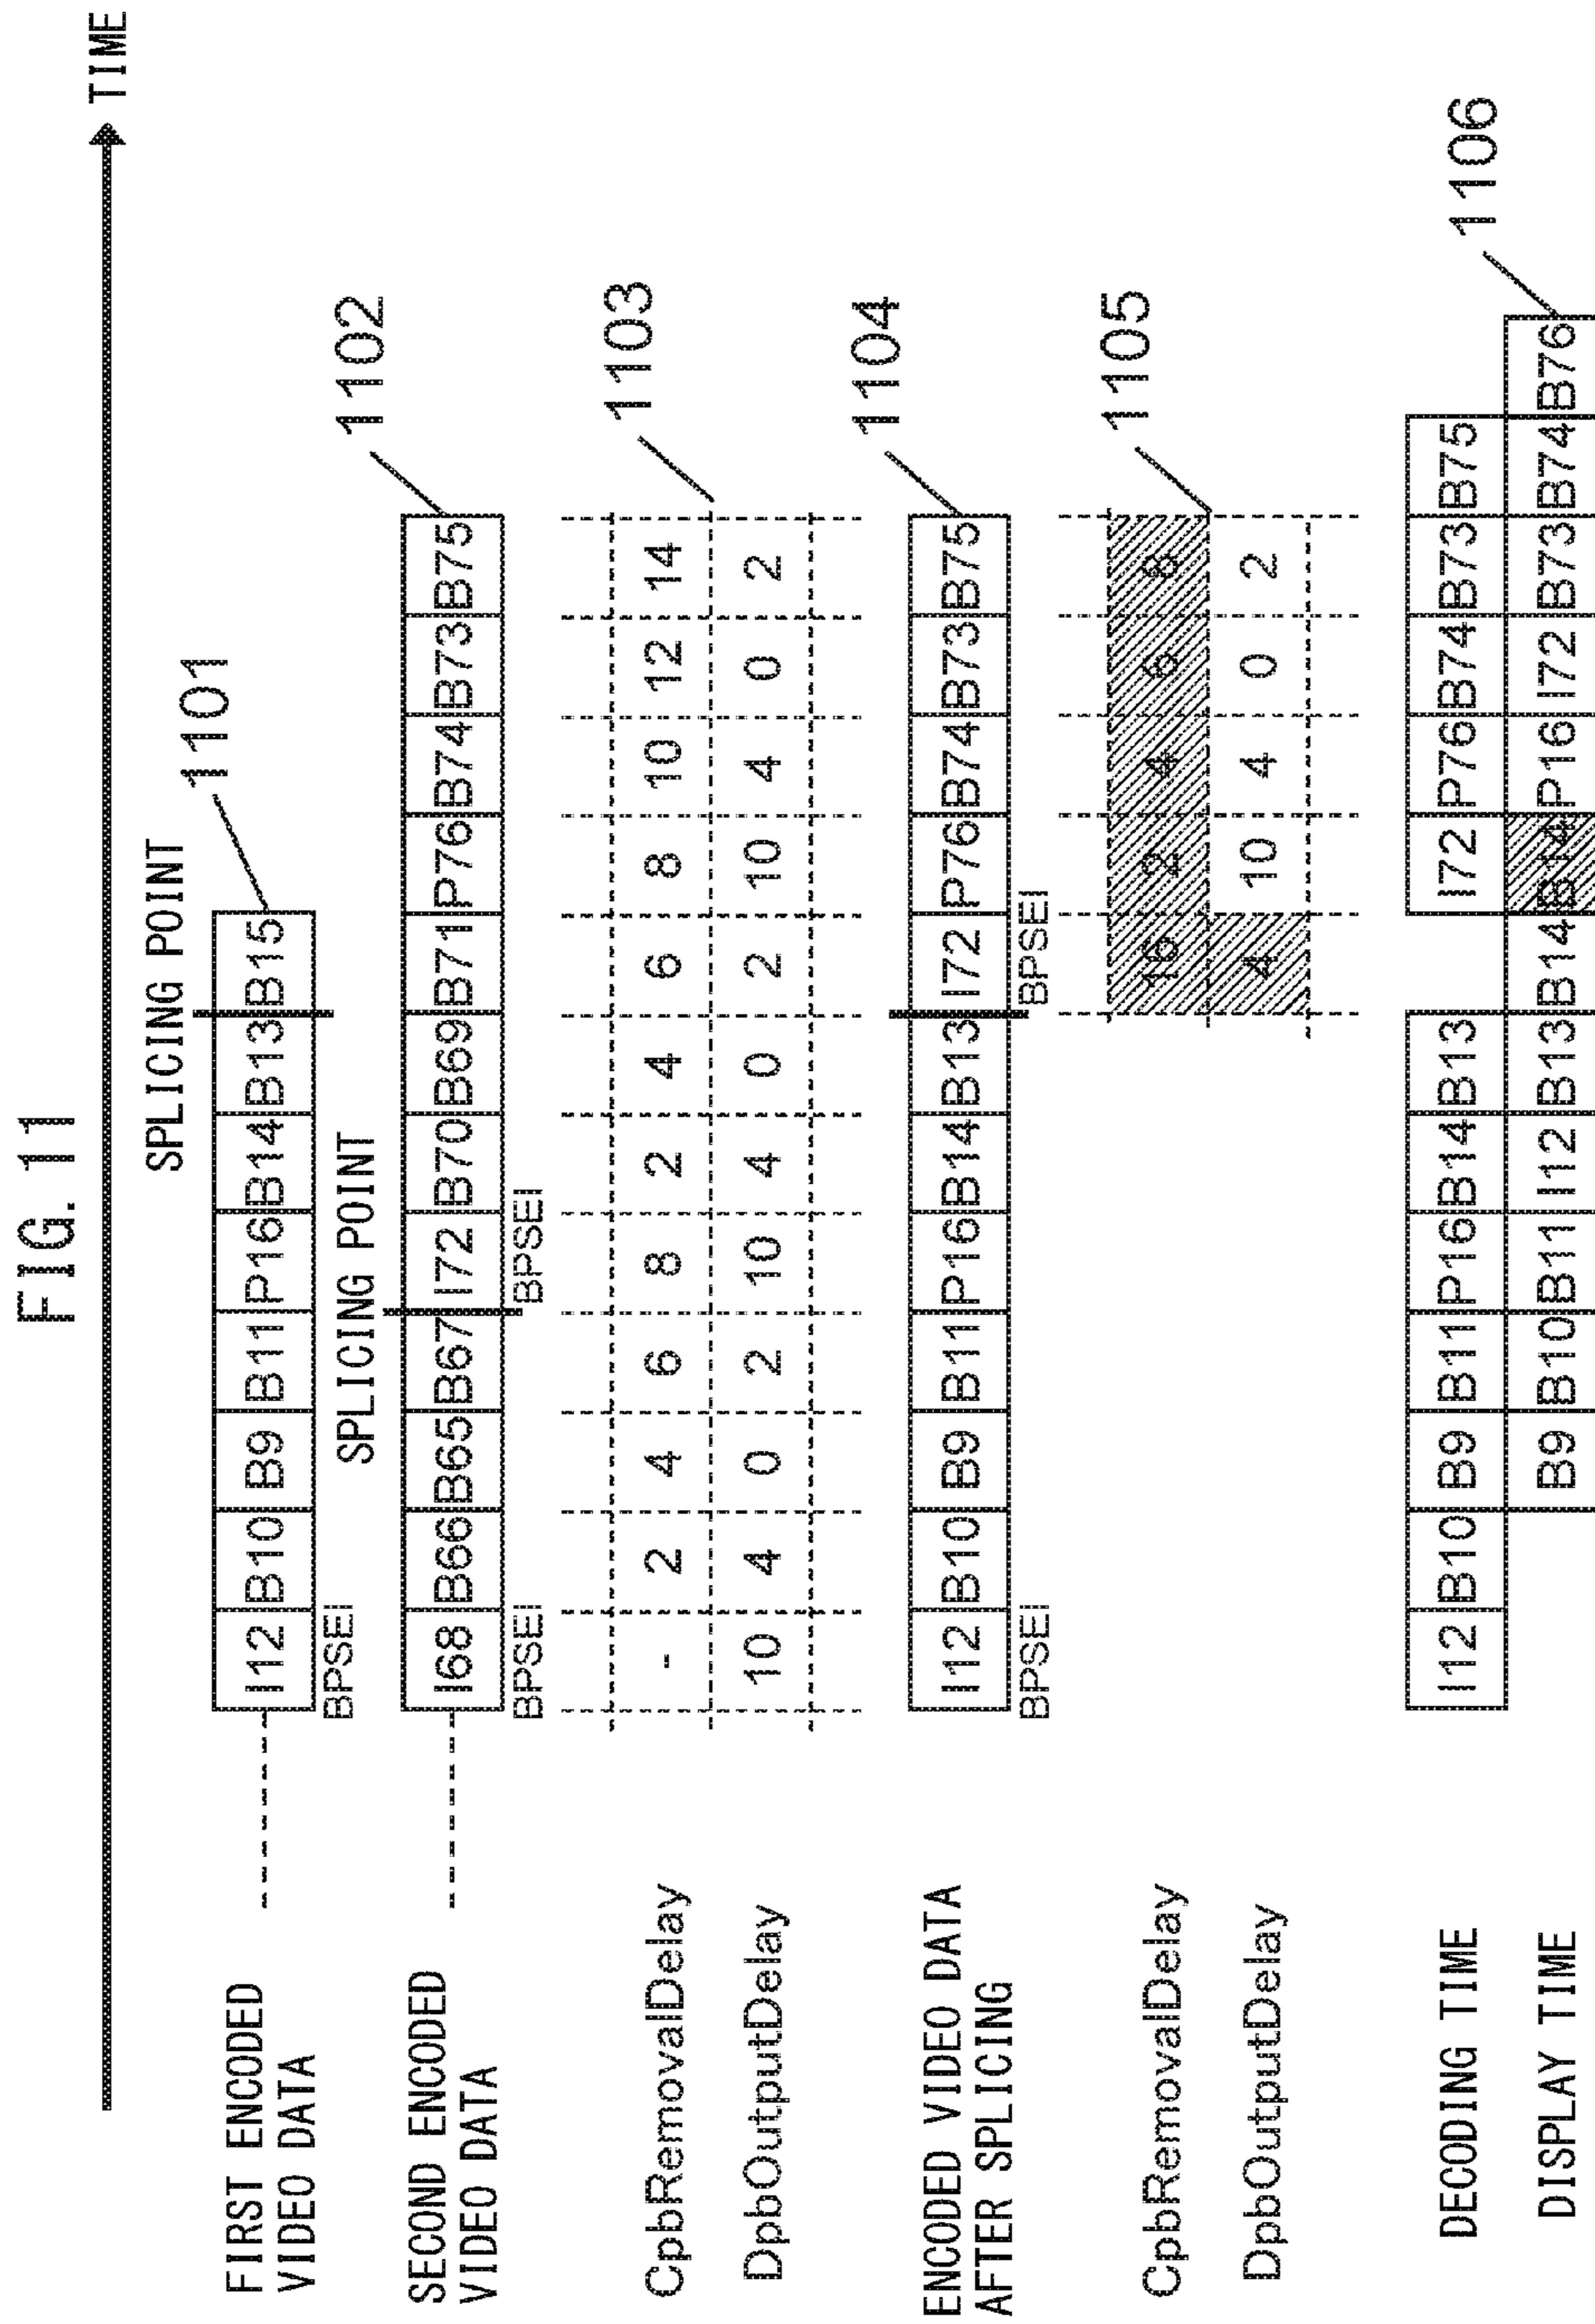 FIG. 11
TIME
SPLICING POINT
1101
FIRST ENCODED
VIDEO DATA
I12 B10 B9 B11 P16 B14 B13 B15
BPSEI
SPLICING POINT
1102
SECOND ENCODED
VIDEO DATA
I68 B66 B65 B67 I72 B70 B69 B71 P76 B74 B73 B75
BPSEI BPSEI
1103
CpbRemovalDelay - 2 4 6 8 2 4 6 8 10 12 14
DpbOutputDelay 10 4 0 2 10 4 0 2 10 4 0 2
1104
ENCODED VIDEO DATA
AFTER SPLICING
I12 B10 B9 B11 P16 B14 B13 I72 P76 B74 B73 B75
BPSEI BPSEI
1105
CpbRemovalDelay 16 2 4 6 8
DpbOutputDelay 4 10 4 0 2
DECODING TIME I12 B10 B9 B11 P16 B14 B13 I72 P76 B74 B73 B75
1106
DISPLAY TIME B9 B10 B11 I12 B13 B14 B14 P16 I72 B73 B74 B76